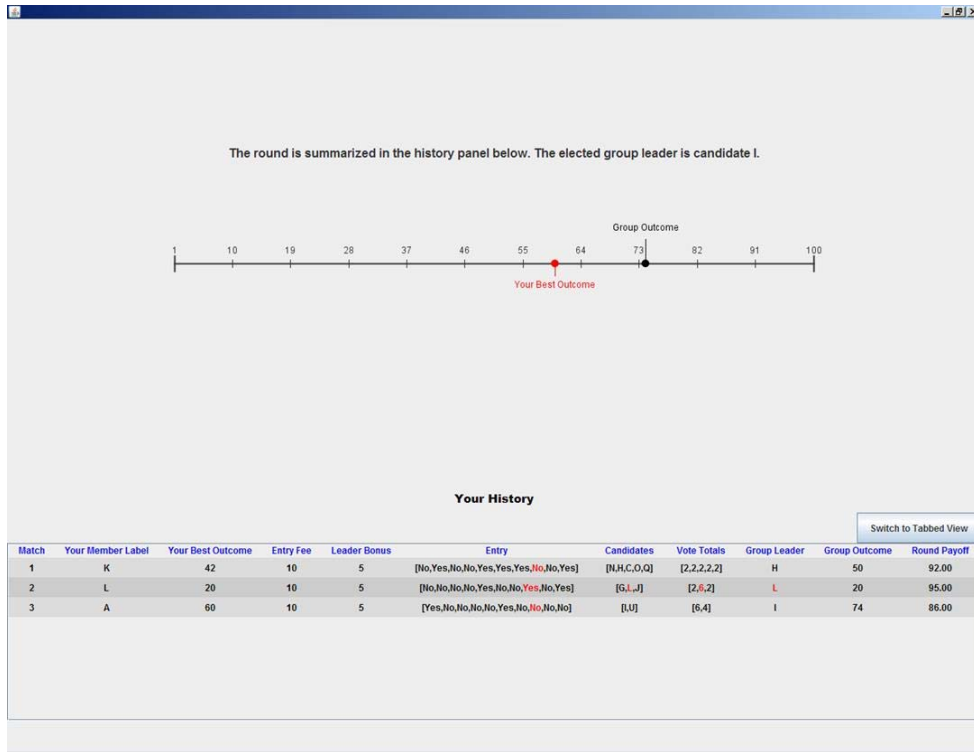 The round is summarized in the history panel below. The elected group leader is candidate I.
Group Outcome
1 10 19 28 37 46 55 64 73 82 91 100
Your Best Outcome
Your History
Switch to Tabbed View
Match Your Member Label Your Best Outcome Entry Fee Leader Bonus Entry Candidates Vote Totals Group Leader Group Outcome Round Payoff
1 K 42 10 5 [No,Yes,No,No,Yes,Yes,Yes,No,No,Yes] [N,H,C,O,Q] [2,2,2,2,2] H 50 92.00
2 L 20 10 5 [No,No,No,No,Yes,No,No,Yes,No,Yes] [G,L,J] [2,6,2] L 20 95.00
3 A 60 10 5 [Yes,No,No,No,No,Yes,No,No,No,No] [I,U] [6,4] I 74 86.00